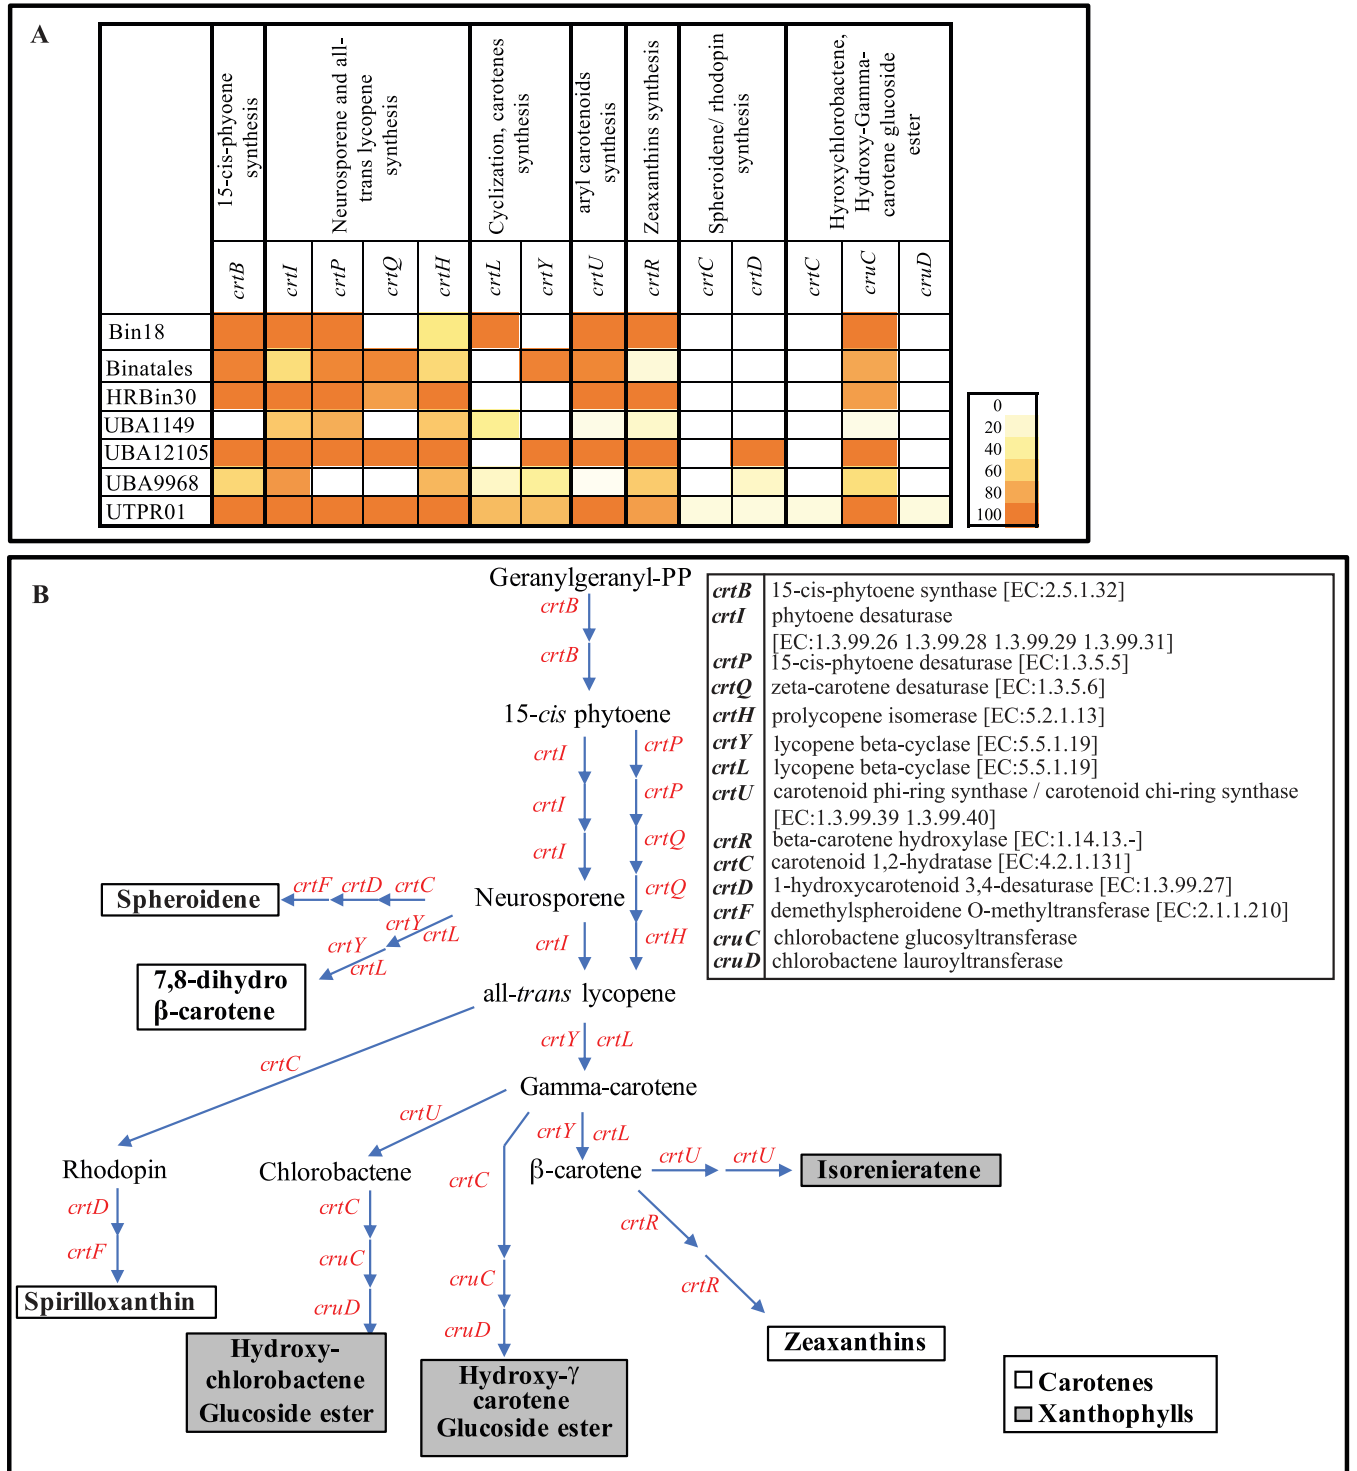 A
15-cis-phyoene
synthesis
Neurosporene and all-
trans lycopene
synthesis
Cyclization, carotenes
synthesis
aryl carotenoids
synthesis
Zeaxanthins synthesis
Spheroidene/ rhodopin
synthesis
Hyroxychlorobactene,
Hydroxy-Gamma-
carotene glucoside
ester
crtB crtI crtP crtQ crtH crtL crtY crtU crtR crtC crtD crtC cruC cruD
Bin18
Binatales
HRBin30
UBA1149
UBA12105
UBA9968
UTPR01
0
20
40
60
80
100
B
Geranylgeranyl-PP
crtB
crtB
15-cis phytoene
crtI crtP
crtI crtP
crtI crtQ
Neurosporene
crtQ
crtF crtD crtC
Spheroidene
crtY
crtL
crtY
crtL
7,8-dihydro
β-carotene
crtI crtH
all-trans lycopene
crtC
crtY crtL
Gamma-carotene
crtU
crtC
crtY crtL
Rhodopin
Chlorobactene
β-carotene
crtU crtU
Isorenieratene
crtD
crtF
Spirilloxanthin
crtC
cruC
cruD
Hydroxy-
chlorobactene
Glucoside ester
cruC
cruD
Hydroxy-γ
carotene
Glucoside ester
crtR
crtR
Zeaxanthins
crtB 15-cis-phytoene synthase [EC:2.5.1.32]
crtI phytoene desaturase
[EC:1.3.99.26 1.3.99.28 1.3.99.29 1.3.99.31]
crtP 15-cis-phytoene desaturase [EC:1.3.5.5]
crtQ zeta-carotene desaturase [EC:1.3.5.6]
crtH prolycopene isomerase [EC:5.2.1.13]
crtY lycopene beta-cyclase [EC:5.5.1.19]
crtL lycopene beta-cyclase [EC:5.5.1.19]
crtU carotenoid phi-ring synthase / carotenoid chi-ring synthase
[EC:1.3.99.39 1.3.99.40]
crtR beta-carotene hydroxylase [EC:1.14.13.-]
crtC carotenoid 1,2-hydratase [EC:4.2.1.131]
crtD 1-hydroxycarotenoid 3,4-desaturase [EC:1.3.99.27]
crtF demethylspheroidene O-methyltransferase [EC:2.1.1.210]
cruC chlorobactene glucosyltransferase
cruD chlorobactene lauroyltransferase
Carotenes
Xanthophylls